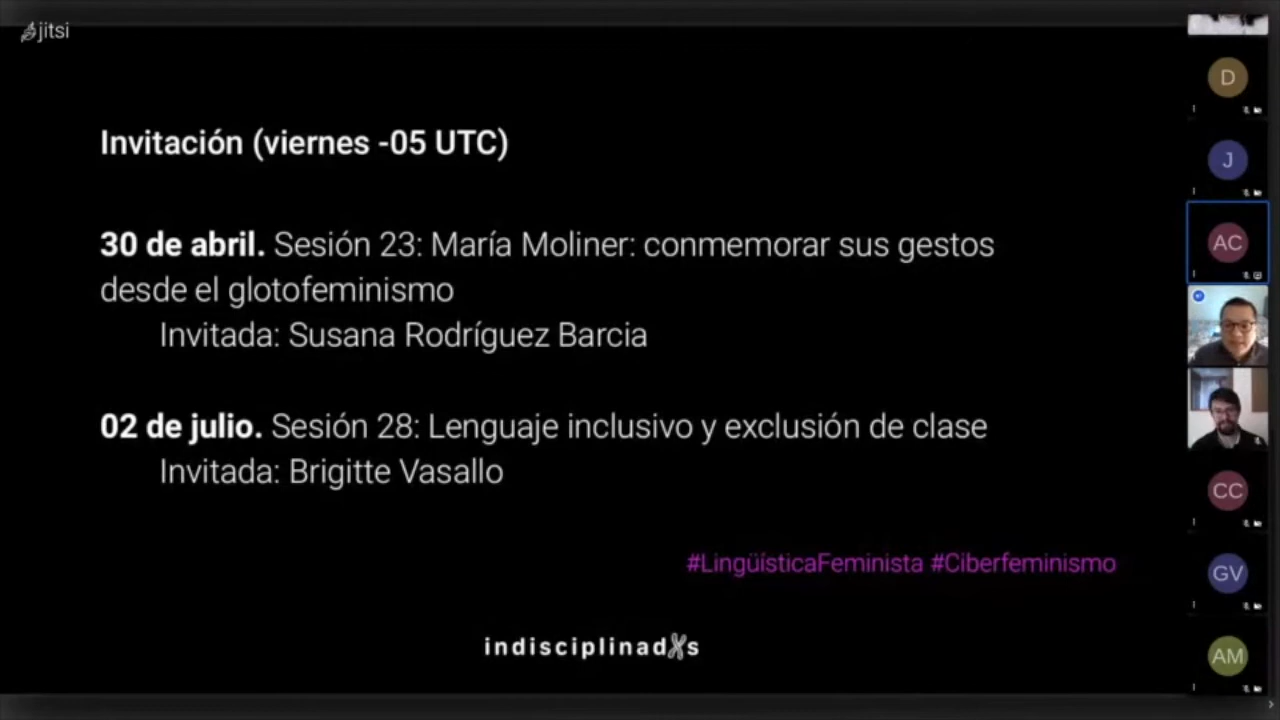 jitsi
Invitación (viernes -05 UTC)
30 de abril. Sesión 23: María Moliner: conmemorar sus gestos
desde el glotofeminismo
Invitada: Susana Rodríguez Barcia
02 de julio. Sesión 28: Lenguaje inclusivo y exclusión de clase
Invitada: Brigitte Vasallo
#LingüísticaFeminista #Ciberfeminismo
indisciplinadXs
D
J
AC
CC
GV
AM